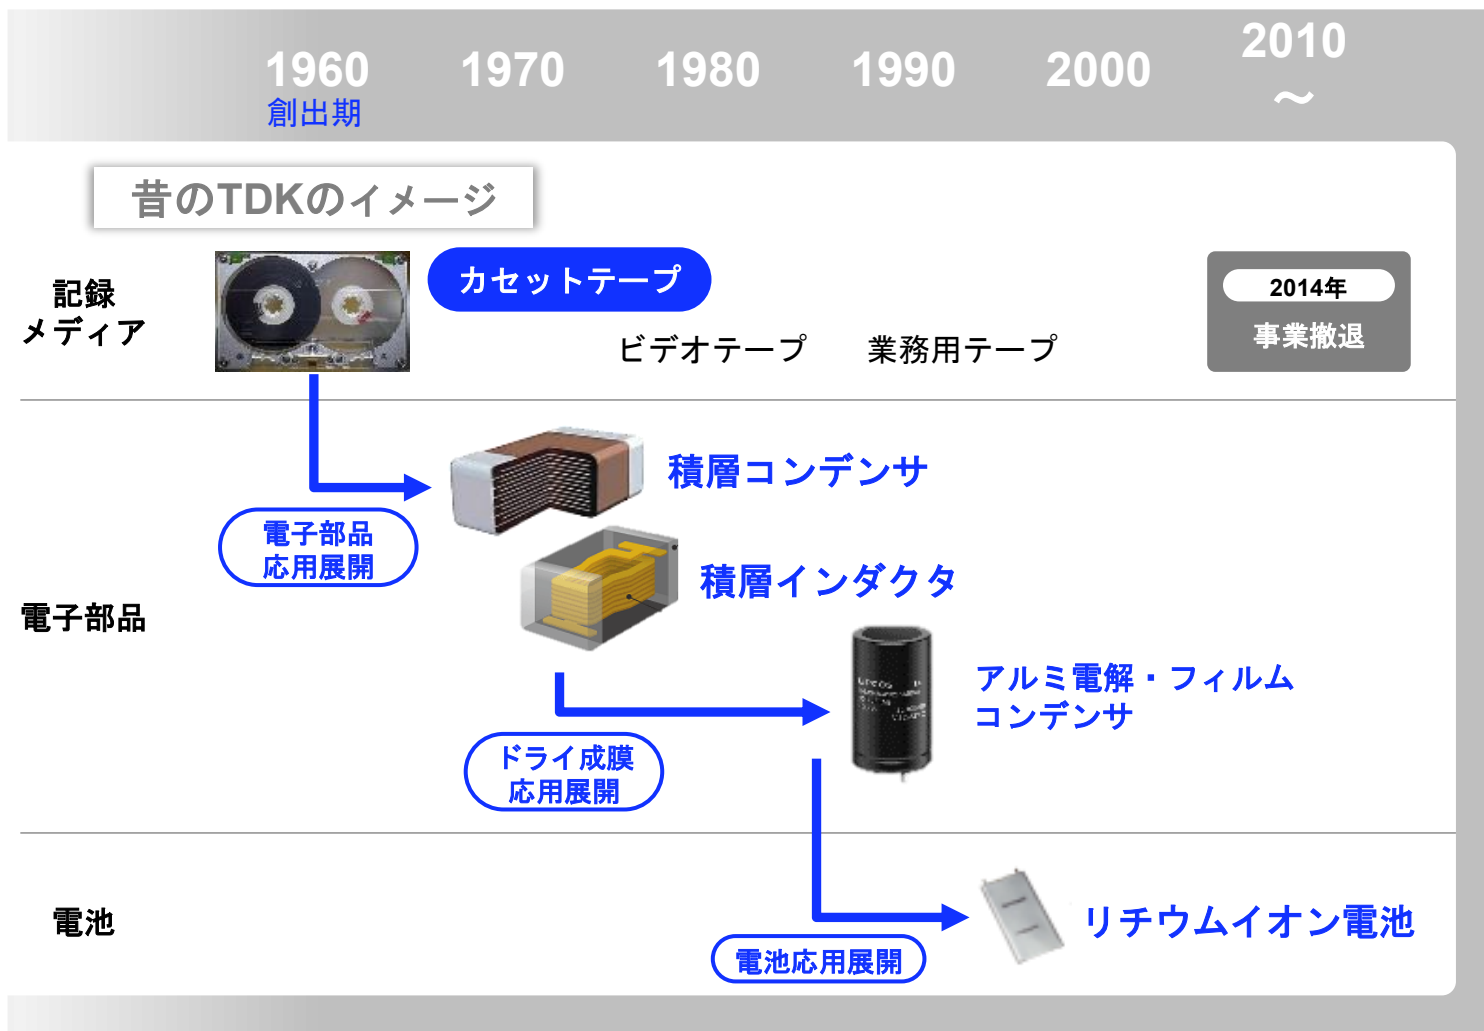 1960
1970
1980
1990
2000
2010
～
創出期
昔のTDKのイメージ
記録
メディア
カセットテープ
ビデオテープ
業務用テープ
2014年
事業撤退
電子部品
積層コンデンサ
電子部品
応用展開
積層インダクタ
アルミ電解・フィルム
コンデンサ
ドライ成膜
応用展開
電池
リチウムイオン電池
電池応用展開